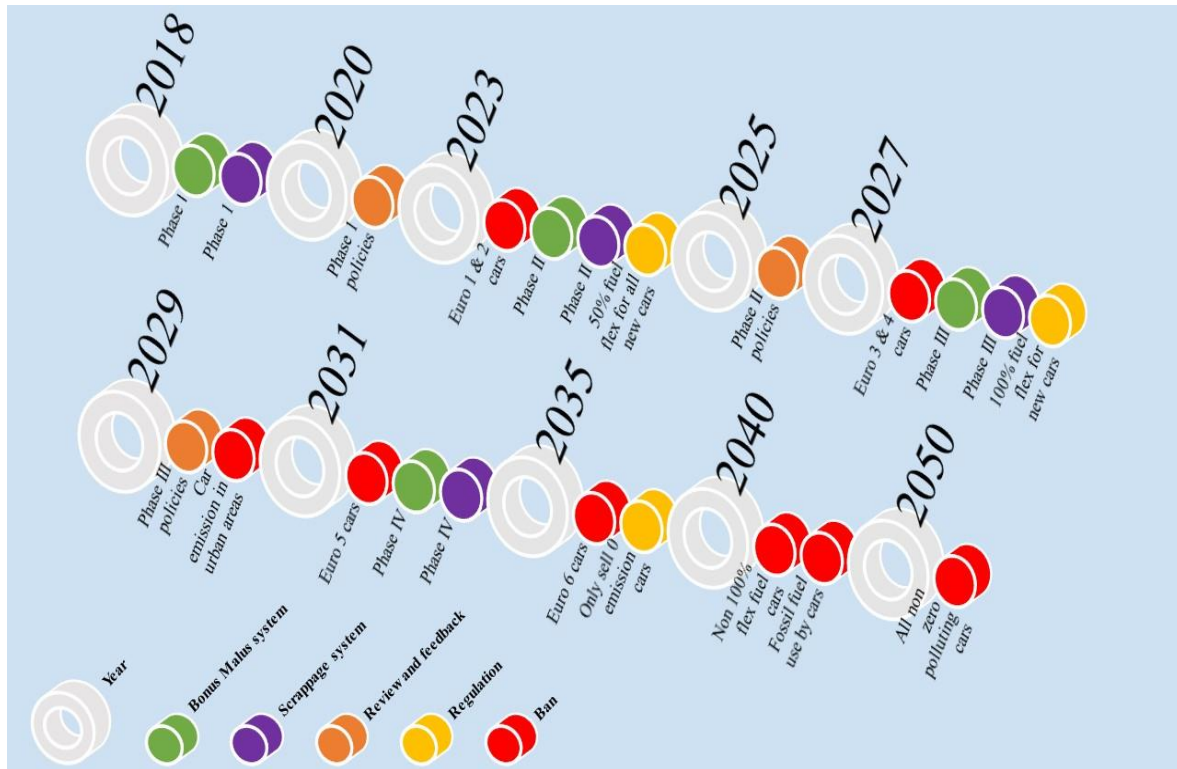 2018
Phase 1
Phase 1
2020
Phase 1
policies
2023
Euro 1 & 2
cars
Phase II
Phase II
50% fuel
flex for all
new cars
2025
Phase II
policies
2027
Euro 3 & 4
cars
Phase III
Phase III
100% fuel
flex for
new cars
2029
Phase III
policies
Car
emission in
urban areas
2031
Euro 5 cars
Phase IV
Phase IV
2035
Euro 6 cars
Only sell 0
emission
cars
2040
Non 100%
flex fuel
cars
Fossil fuel
use by cars
2050
All non
zero
polluting
cars
Year
Bonus Malus system
Scrappage system
Review and feedback
Regulation
Ban